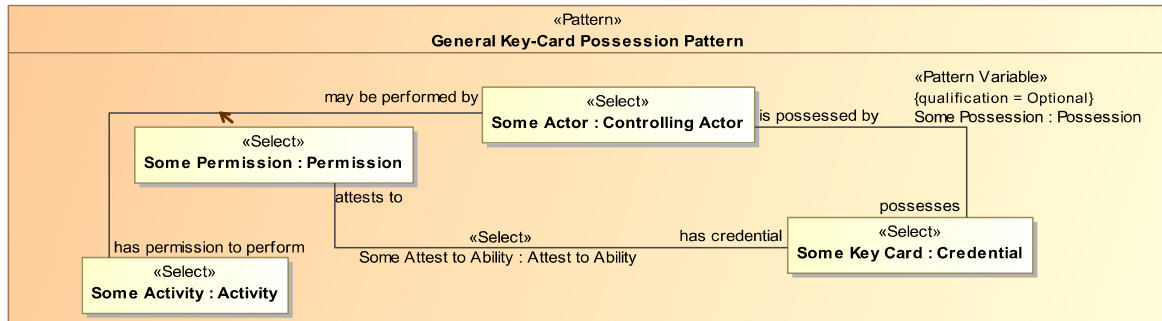 «Pattern»
General Key-Card Possession Pattern
«Pattern Variable»
{qualification = Optional}
Some Possession : Possession
may be performed by
«Select»
Some Actor : Controlling Actor
is possessed by
«Select»
Some Permission : Permission
attests to
possesses
has permission to perform
«Select»
Some Attest to Ability : Attest to Ability
has credential
«Select»
Some Key Card : Credential
«Select»
Some Activity : Activity